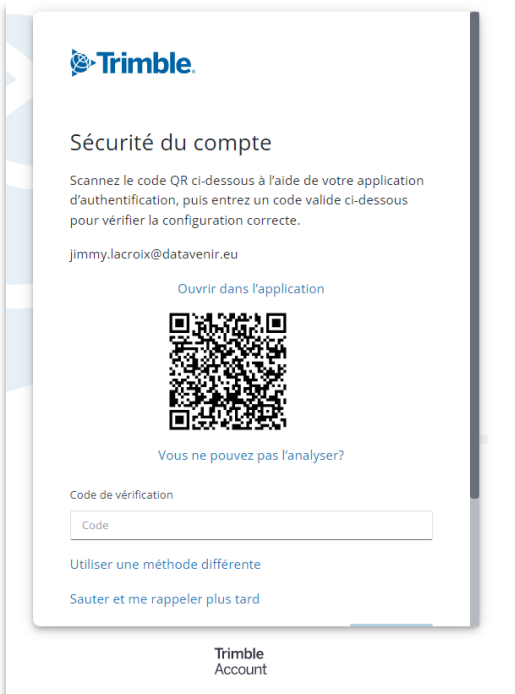 Trimble.
Sécurité du compte
Scannez le code QR ci-dessous à l’aide de votre application
d’authentification, puis entrez un code valide ci-dessous
pour vérifier la configuration correcte.
jimmy.lacroix@datavenir.eu
Ouvrir dans l’application
Vous ne pouvez pas l’analyser?
Code de vérification
Code
Utiliser une méthode différente
Sauter et me rappeler plus tard
Trimble
Account